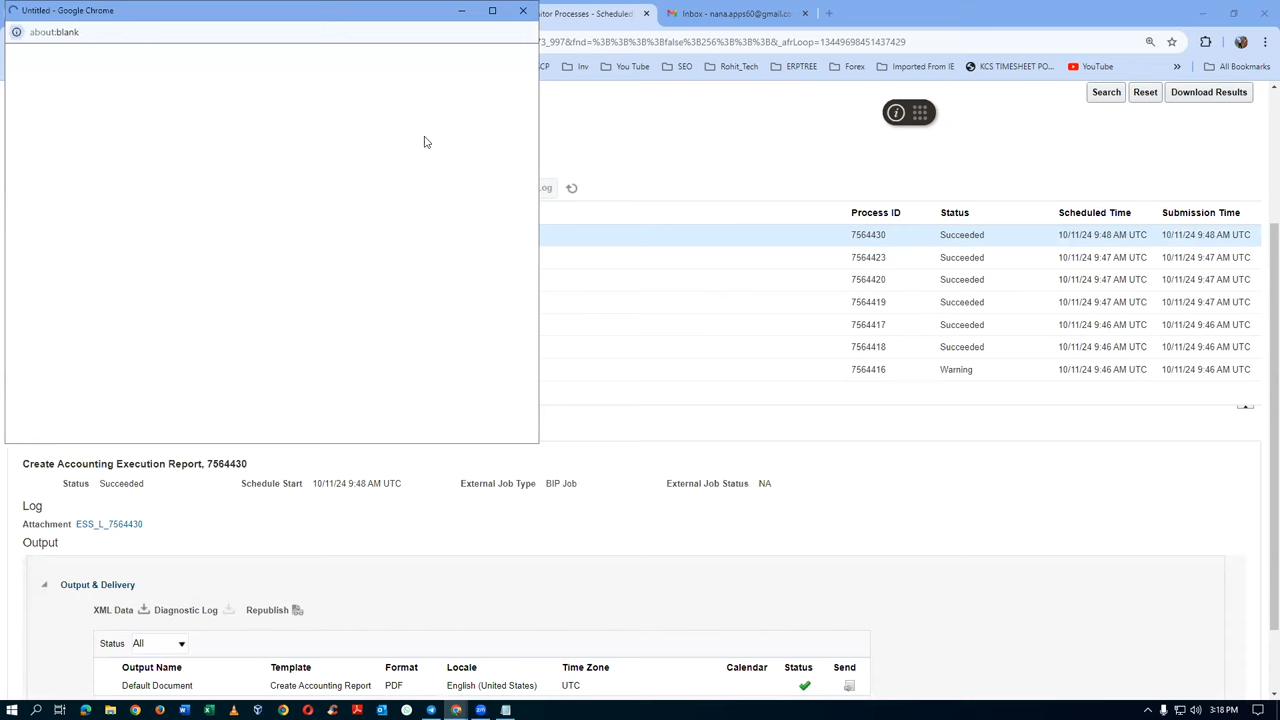 Untitled - Google Chrome
about:blank
itor Processes - Scheduled
Inbox - nana.apps60@gmail.co
73_997&fnd=%3B%3B%3B%3Bfalse%3B256%3B%3B%3B&_afrLoop=13449698451437429
CP Inv You Tube SEO Rohit_Tech ERPTREE Forex Imported From IE KCS TIMESHEET PO... YouTube » All Bookmarks
Search Reset Download Results
og
Process ID Status Scheduled Time Submission Time
7564430 Succeeded 10/11/24 9:48 AM UTC 10/11/24 9:48 AM UTC
7564423 Succeeded 10/11/24 9:47 AM UTC 10/11/24 9:47 AM UTC
7564420 Succeeded 10/11/24 9:47 AM UTC 10/11/24 9:47 AM UTC
7564419 Succeeded 10/11/24 9:47 AM UTC 10/11/24 9:47 AM UTC
7564417 Succeeded 10/11/24 9:46 AM UTC 10/11/24 9:46 AM UTC
7564418 Succeeded 10/11/24 9:46 AM UTC 10/11/24 9:46 AM UTC
7564416 Warning 10/11/24 9:46 AM UTC 10/11/24 9:46 AM UTC
Create Accounting Execution Report, 7564430
Status Succeeded Schedule Start 10/11/24 9:48 AM UTC External Job Type BIP Job External Job Status NA
Log
Attachment ESS_L_7564430
Output
Output & Delivery
XML Data Diagnostic Log Republish
Status All
Output Name Template Format Locale Time Zone Calendar Status Send
Default Document Create Accounting Report PDF English (United States) UTC
3:18 PM